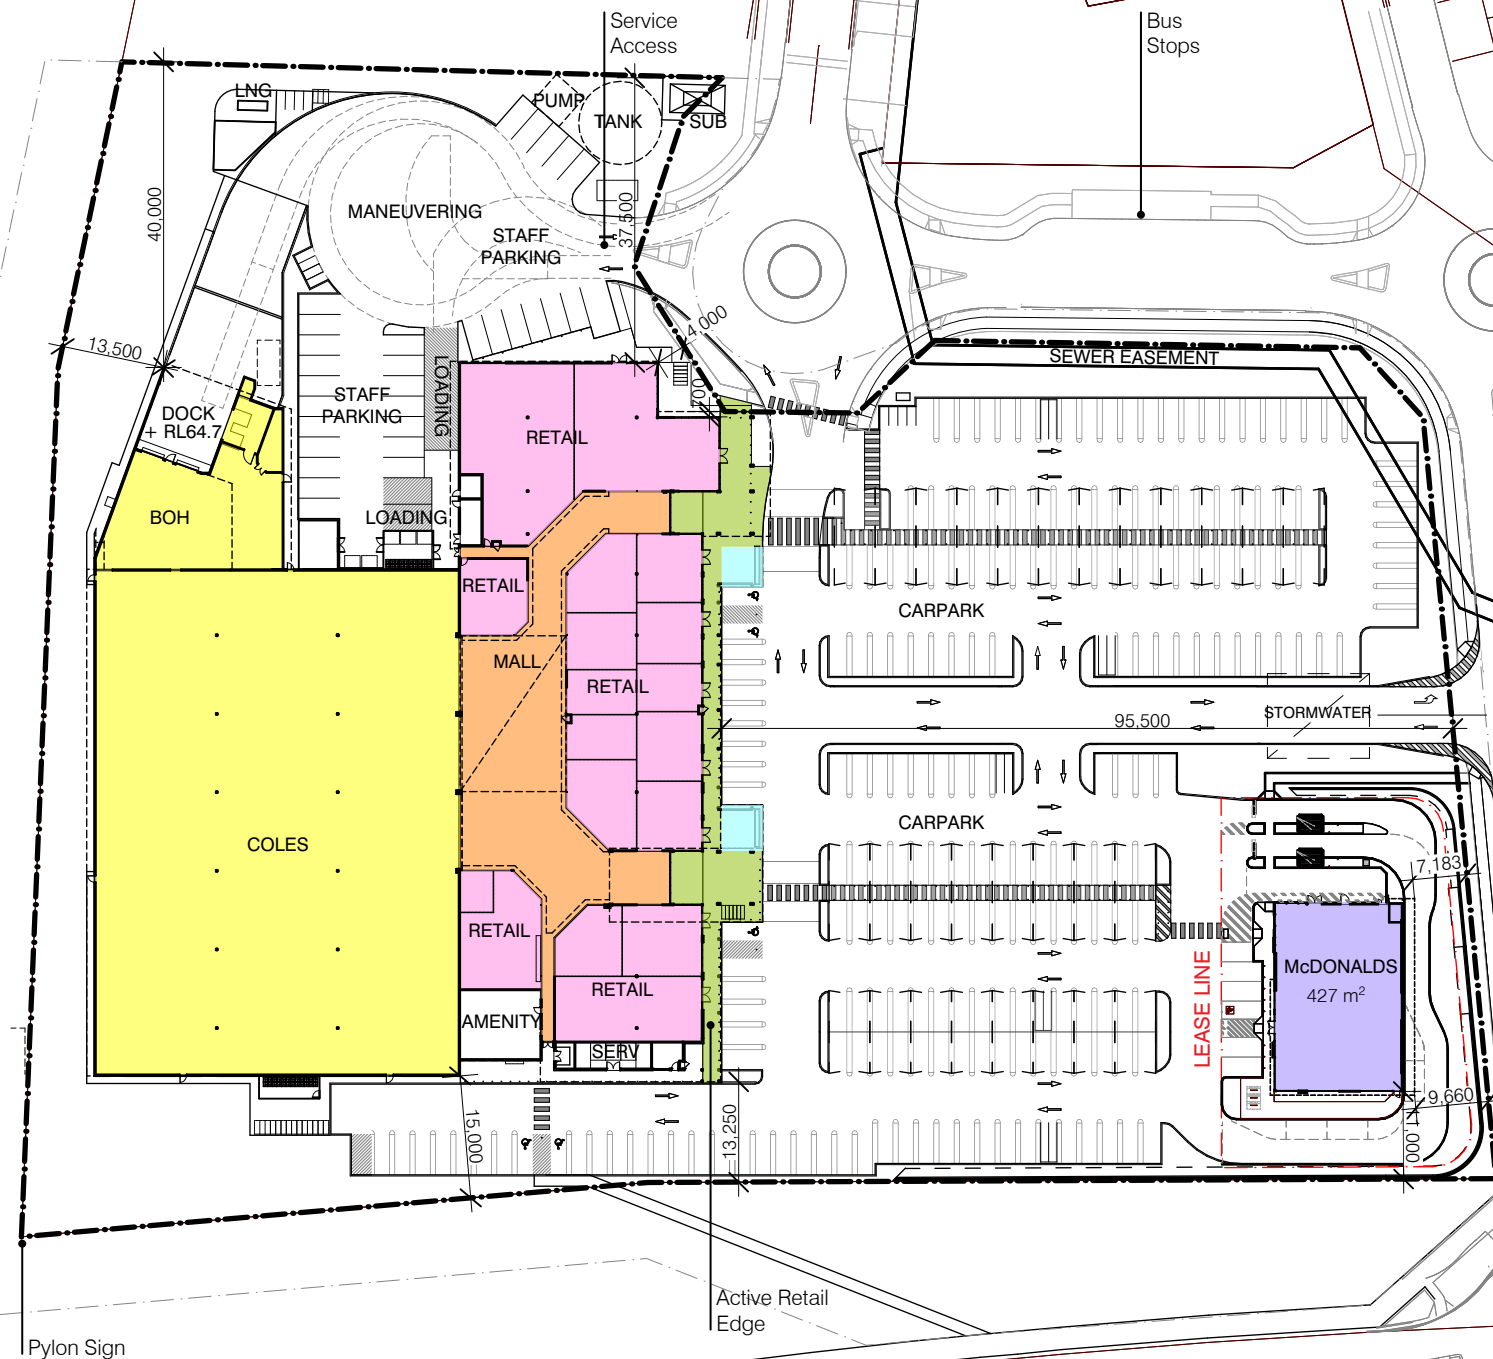 Service
Access
Bus
Stops
LNG
PUMP
TANK
SUB
40,000
MANEUVERING
37,500
STAFF
PARKING
13,500
4,000
SEWER EASEMENT
LOADING
STAFF
PARKING
DOCK
+ RL64.7
RETAIL
700
BOH
LOADING
RETAIL
CARPARK
MALL
RETAIL
STORMWATER
95,500
COLES
CARPARK
7,183
RETAIL
LEASE LINE
McDONALDS
427 m²
RETAIL
AMENITY
SERV
9,660
15,000
13,250
Active Retail
Edge
Pylon Sign